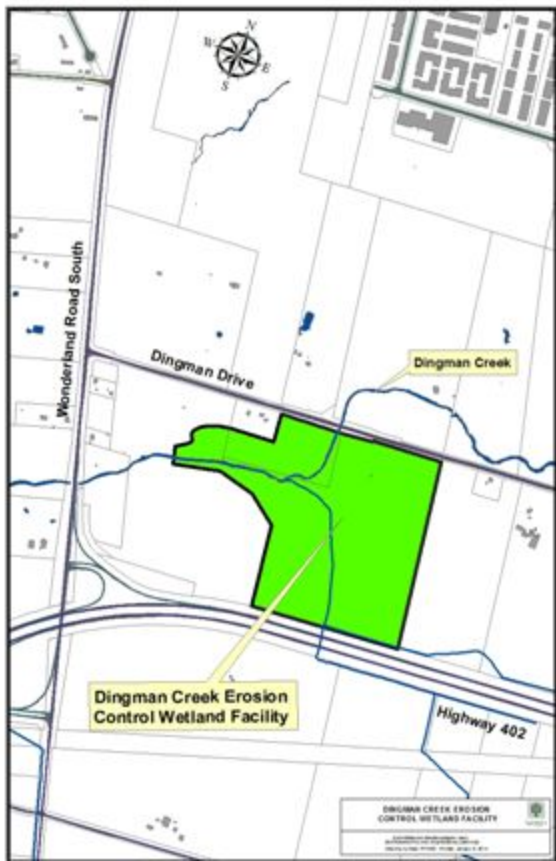 N
W
E
S
Wonderland Road South
Dingman Drive
Dingman Creek
Dingman Creek Erosion
Control Wetland Facility
Highway 402
DINGMAN CREEK EROSION
CONTROL WETLAND FACILITY